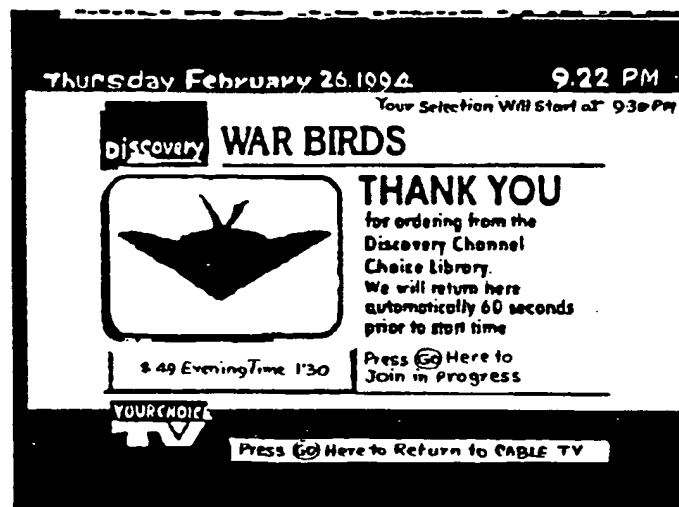 Thursday February 26.1994 9.22 PM
Your Selection Will Start at 9:30 PM
Discovery WAR BIRDS
THANK YOU
for ordering from the
Discovery Channel
Choice Library.
We will return here
automatically 60 seconds
prior to start time
$ 49 Evening Time 1'30
Press Go Here to
Join in Progress
YOUR CHOICE
TV
Press Go Here to Return to CABLE TV